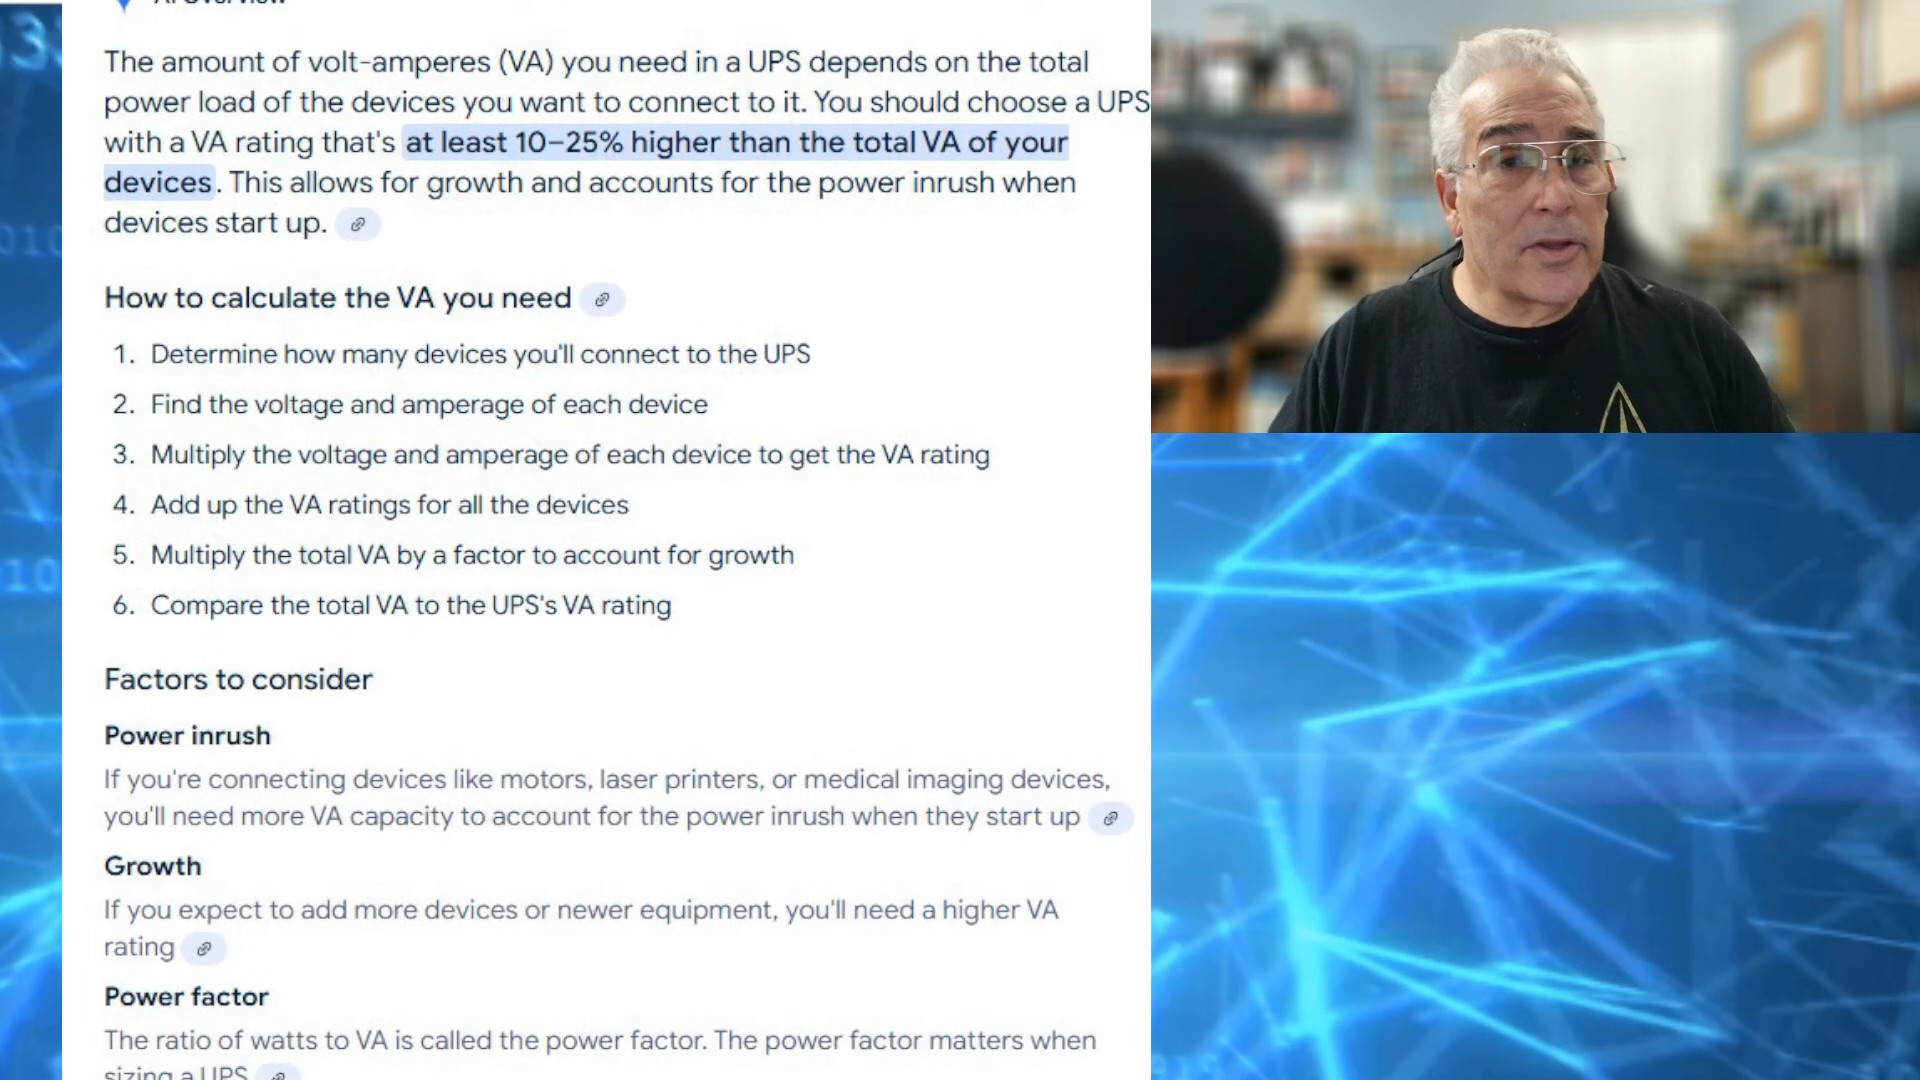 AI Overview
The amount of volt-amperes (VA) you need in a UPS depends on the total
power load of the devices you want to connect to it. You should choose a UPS
with a VA rating that's at least 10–25% higher than the total VA of your
devices. This allows for growth and accounts for the power inrush when
devices start up.
How to calculate the VA you need
1. Determine how many devices you'll connect to the UPS
2. Find the voltage and amperage of each device
3. Multiply the voltage and amperage of each device to get the VA rating
4. Add up the VA ratings for all the devices
5. Multiply the total VA by a factor to account for growth
6. Compare the total VA to the UPS's VA rating
Factors to consider
Power inrush
If you're connecting devices like motors, laser printers, or medical imaging devices,
you'll need more VA capacity to account for the power inrush when they start up
Growth
If you expect to add more devices or newer equipment, you'll need a higher VA
rating
Power factor
The ratio of watts to VA is called the power factor. The power factor matters when
sizing a UPS